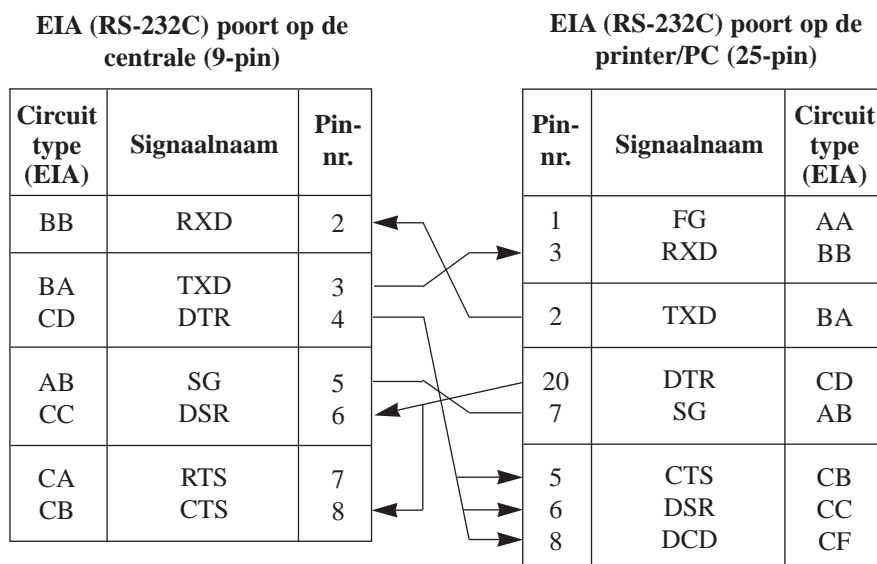 EIA (RS-232C) poort op de
centrale (9-pin)
Circuit
type
(EIA)
Signaalnaam
Pin-
nr.
BB RXD 2
BA TXD 3
CD DTR 4
AB SG 5
CC DSR 6
CA RTS 7
CB CTS 8
EIA (RS-232C) poort op de
printer/PC (25-pin)
Pin-
nr.
Signaalnaam
Circuit
type
(EIA)
1 FG AA
3 RXD BB
2 TXD BA
20 DTR CD
7 SG AB
5 CTS CB
6 DSR CC
8 DCD CF